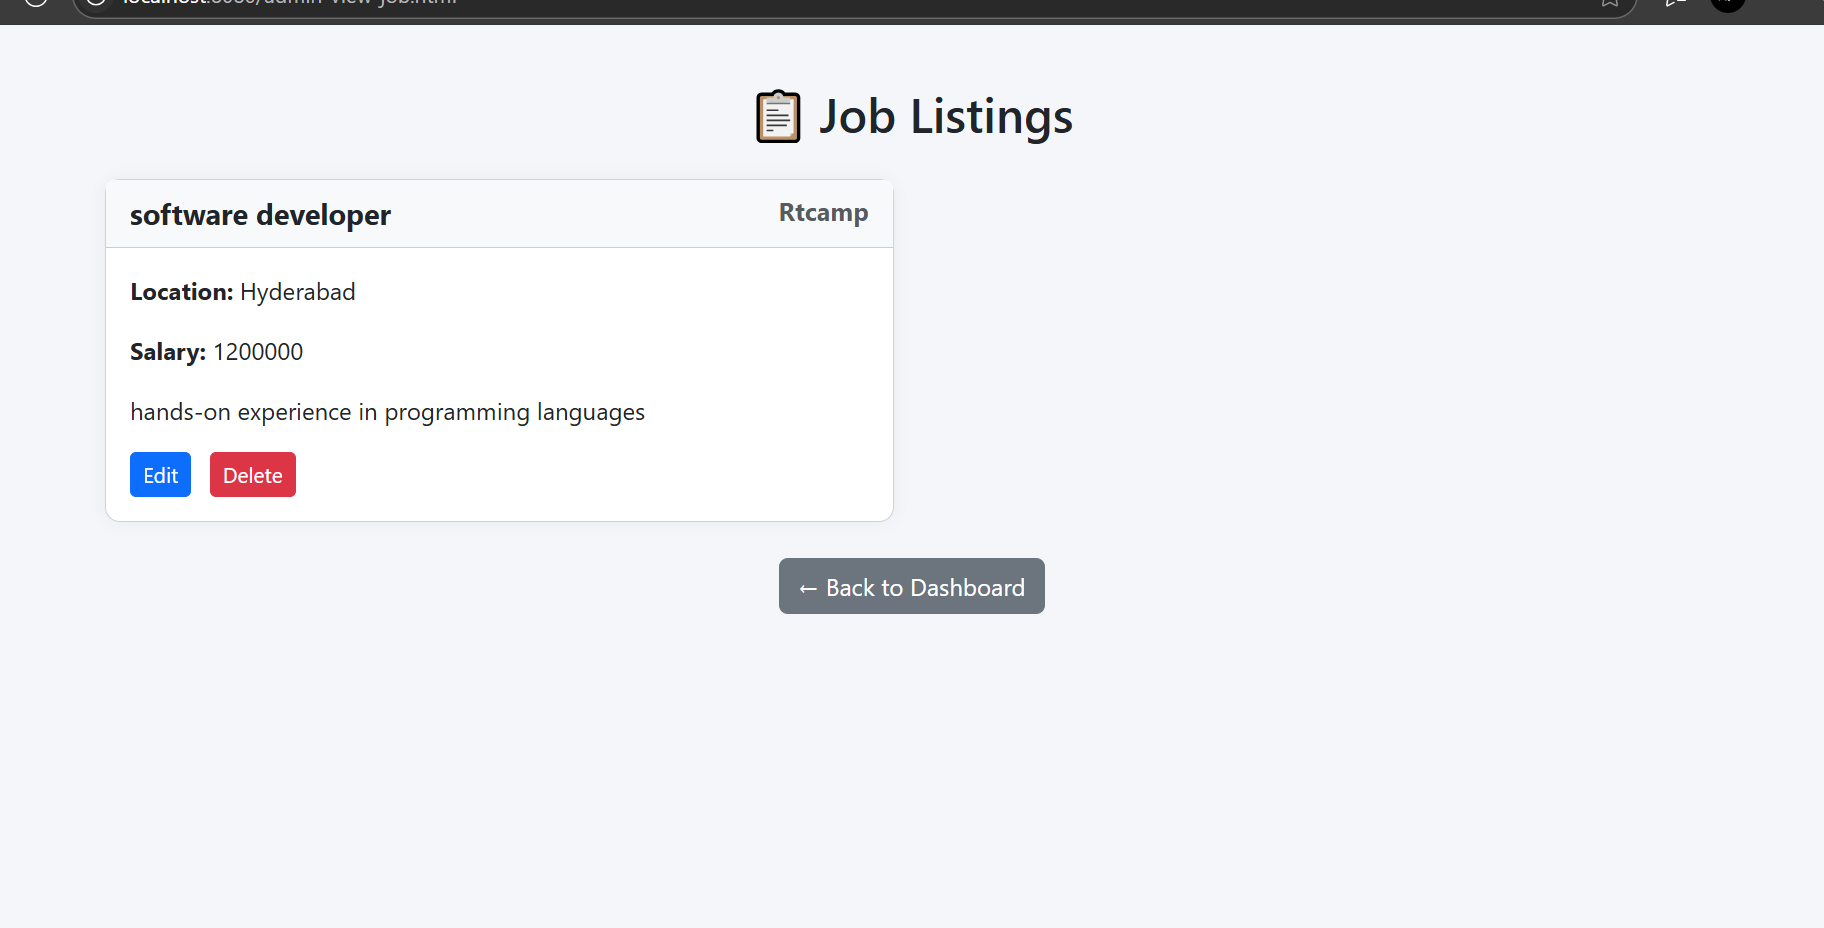 📋 Job Listings
software developer Rtcamp
Location: Hyderabad
Salary: 1200000
hands-on experience in programming languages
Edit Delete
← Back to Dashboard